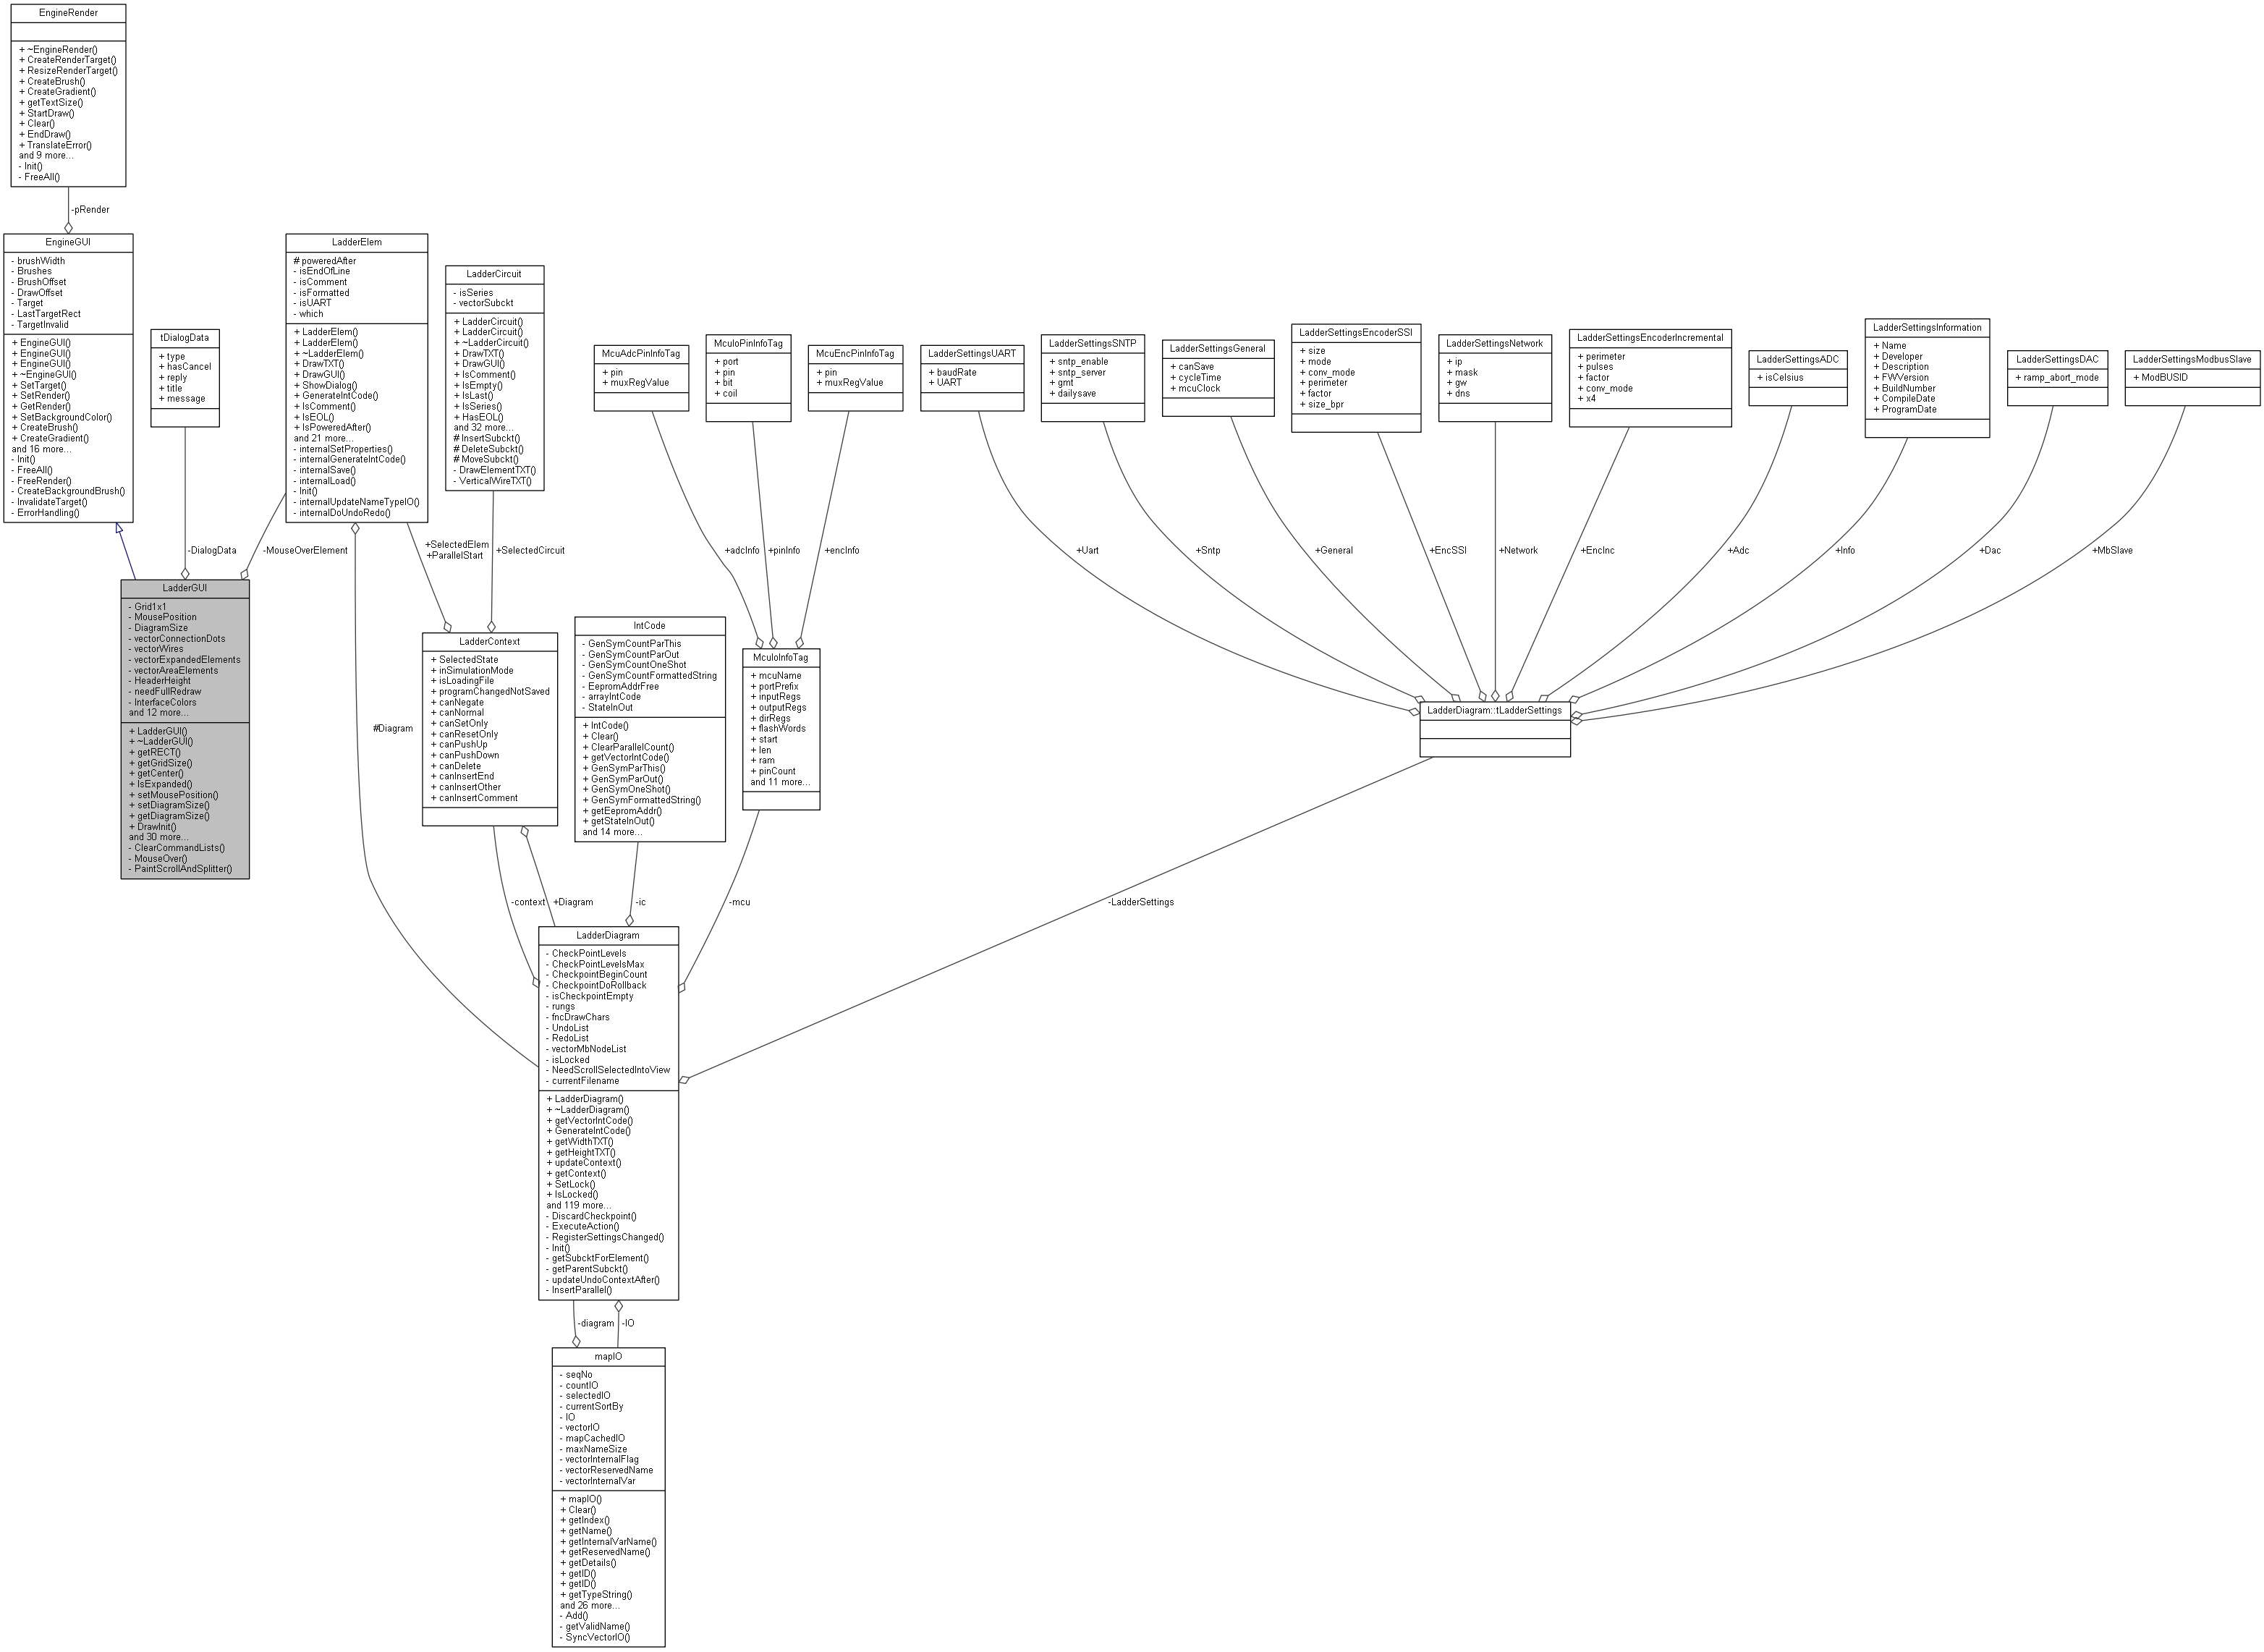 EngineRender
+ ~EngineRender()
+ CreateRenderTarget()
+ ResizeRenderTarget()
+ CreateBrush()
+ CreateGradient()
+ getTextSize()
+ StartDraw()
+ Clear()
+ EndDraw()
+ TranslateError()
and 9 more...
- Init()
- FreeAll()
-pRender
EngineGUI
- brushWidth
- Brushes
- BrushOffset
- DrawOffset
- Target
- LastTargetRect
- TargetInvalid
+ EngineGUI()
+ EngineGUI()
+ EngineGUI()
+ ~EngineGUI()
+ SetTarget()
+ SetRender()
+ GetRender()
+ SetBackgroundColor()
+ CreateBrush()
+ CreateGradient()
and 16 more...
- Init()
- FreeAll()
- FreeRender()
- CreateBackgroundBrush()
- InvalidateTarget()
- ErrorHandling()
tDialogData
+ type
+ hasCancel
+ reply
+ title
+ message
-DialogData
LadderElem
# poweredAfter
- isEndOfLine
- isComment
- isFormatted
- isUART
- which
+ LadderElem()
+ LadderElem()
+ ~LadderElem()
+ DrawTXT()
+ DrawGUI()
+ ShowDialog()
+ GenerateIntCode()
+ IsComment()
+ IsEOL()
+ IsPoweredAfter()
and 21 more...
- internalSetProperties()
- internalGenerateIntCode()
- internalSave()
- internalLoad()
- Init()
- internalUpdateNameTypeIO()
- internalDoUndoRedo()
-MouseOverElement
LadderCircuit
- isSeries
- vectorSubckt
+ LadderCircuit()
+ LadderCircuit()
+ ~LadderCircuit()
+ DrawTXT()
+ DrawGUI()
+ IsComment()
+ IsEmpty()
+ IsLast()
+ IsSeries()
+ HasEOL()
and 32 more...
# InsertSubckt()
# DeleteSubckt()
# MoveSubckt()
- DrawElementTXT()
- VerticalWireTXT()
+SelectedElem
+ParallelStart
+SelectedCircuit
LadderGUI
- Grid1x1
- MousePosition
- DiagramSize
- vectorConnectionDots
- vectorWires
- vectorExpandedElements
- vectorAreaElements
- HeaderHeight
- needFullRedraw
- InterfaceColors
and 12 more...
+ LadderGUI()
+ ~LadderGUI()
+ getRECT()
+ getGridSize()
+ getCenter()
+ IsExpanded()
+ setMousePosition()
+ setDiagramSize()
+ getDiagramSize()
+ DrawInit()
and 30 more...
- ClearCommandLists()
- MouseOver()
- PaintScrollAndSplitter()
#Diagram
LadderContext
+ SelectedState
+ inSimulationMode
+ isLoadingFile
+ programChangedNotSaved
+ canNegate
+ canNormal
+ canSetOnly
+ canResetOnly
+ canPushUp
+ canPushDown
+ canDelete
+ canInsertEnd
+ canInsertOther
+ canInsertComment
IntCode
- GenSymCountParThis
- GenSymCountParOut
- GenSymCountOneShot
- GenSymCountFormattedString
- EepromAddrFree
- arrayIntCode
- StateInOut
+ IntCode()
+ Clear()
+ ClearParallelCount()
+ getVectorIntCode()
+ GenSymParThis()
+ GenSymParOut()
+ GenSymOneShot()
+ GenSymFormattedString()
+ getEepromAddr()
+ getStateInOut()
and 14 more...
McuAdcPinInfoTag
+ pin
+ muxRegValue
McuIoPinInfoTag
+ port
+ pin
+ bit
+ coil
McuEncPinInfoTag
+ pin
+ muxRegValue
+adcInfo
+pinInfo
+encInfo
McuIoInfoTag
+ mcuName
+ portPrefix
+ inputRegs
+ outputRegs
+ dirRegs
+ flashWords
+ start
+ len
+ ram
+ pinCount
and 11 more...
LadderSettingsUART
+ baudRate
+ UART
LadderSettingsSNTP
+ sntp_enable
+ sntp_server
+ gmt
+ dailysave
LadderSettingsGeneral
+ canSave
+ cycleTime
+ mcuClock
LadderSettingsEncoderSSI
+ size
+ mode
+ conv_mode
+ perimeter
+ factor
+ size_bpr
LadderSettingsNetwork
+ ip
+ mask
+ gw
+ dns
LadderSettingsEncoderIncremental
+ perimeter
+ pulses
+ factor
+ conv_mode
+ x4
LadderSettingsADC
+ isCelsius
LadderSettingsInformation
+ Name
+ Developer
+ Description
+ FWVersion
+ BuildNumber
+ CompileDate
+ ProgramDate
LadderSettingsDAC
+ ramp_abort_mode
LadderSettingsModbusSlave
+ ModBUSID
+Uart
+Sntp
+General
+EncSSI
+Network
+EncInc
+Adc
+Info
+Dac
+MbSlave
LadderDiagram::tLadderSettings
-context
+Diagram
-ic
-mcu
-LadderSettings
LadderDiagram
- CheckPointLevels
- CheckPointLevelsMax
- CheckpointBeginCount
- CheckpointDoRollback
- isCheckpointEmpty
- rungs
- fncDrawChars
- UndoList
- RedoList
- vectorMbNodeList
- isLocked
- NeedScrollSelectedIntoView
- currentFilename
+ LadderDiagram()
+ ~LadderDiagram()
+ getVectorIntCode()
+ GenerateIntCode()
+ getWidthTXT()
+ getHeightTXT()
+ updateContext()
+ getContext()
+ SetLock()
+ IsLocked()
and 119 more...
- DiscardCheckpoint()
- ExecuteAction()
- RegisterSettingsChanged()
- Init()
- getSubcktForElement()
- getParentSubckt()
- updateUndoContextAfter()
- InsertParallel()
-diagram
-IO
mapIO
- seqNo
- countIO
- selectedIO
- currentSortBy
- IO
- vectorIO
- mapCachedIO
- maxNameSize
- vectorInternalFlag
- vectorReservedName
- vectorInternalVar
+ mapIO()
+ Clear()
+ getIndex()
+ getName()
+ getInternalVarName()
+ getReservedName()
+ getDetails()
+ getID()
+ getID()
+ getTypeString()
and 26 more...
- Add()
- getValidName()
- SyncVectorIO()